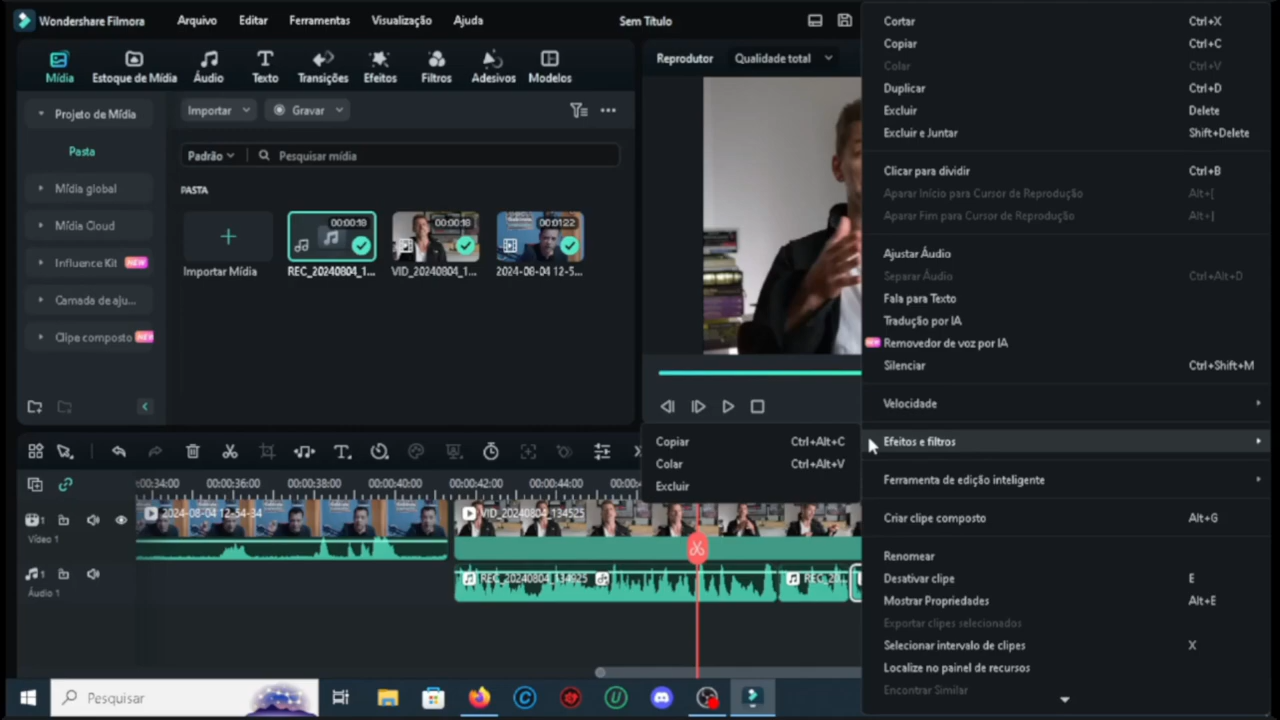 Wondershare Filmora
Arquivo
Editar
Ferramentas
Visualização
Ajuda
Sem Título
Mídia
Estoque de Mídia
Áudio
Texto
Transições
Efeitos
Filtros
Adesivos
Modelos
Projeto de Mídia
Pasta
Mídia global
Mídia Cloud
Influence Kit NEW
Camada de aju...
Clipe composto NEW
Importar
Gravar
Padrão
Pesquisar mídia
PASTA
Importar Mídia
00:00:18
REC_20240804_1...
00:00:18
VID_20240804_1...
00:01:22
2024-08-04 12-5...
Reprodutor
Qualidade total
Copiar Ctrl+Alt+C
Colar Ctrl+Alt+V
Excluir
Cortar Ctrl+X
Copiar Ctrl+C
Colar Ctrl+V
Duplicar Ctrl+D
Excluir Delete
Excluir e Juntar Shift+Delete
Clicar para dividir Ctrl+B
Aparar Início para Cursor de Reprodução Alt+[
Aparar Fim para Cursor de Reprodução Alt+]
Ajustar Áudio
Separar Áudio Ctrl+Alt+D
Fala para Texto
Tradução por IA
NEW Removedor de voz por IA
Silenciar Ctrl+Shift+M
Velocidade
Efeitos e filtros
Ferramenta de edição inteligente
Criar clipe composto Alt+G
Renomear
Desativar clipe E
Mostrar Propriedades Alt+E
Exportar clipes selecionados
Selecionar intervalo de clipes X
Localize no painel de recursos
Encontrar Similar
00:00:34:00
00:00:36:00
00:00:38:00
00:00:40:00
00:00:42:00
00:00:44:00
1
Vídeo 1
2024-08-04 12-54-34
VID_20240804_134525
1
Áudio 1
REC_20240804_134925
REC_20...
Pesquisar